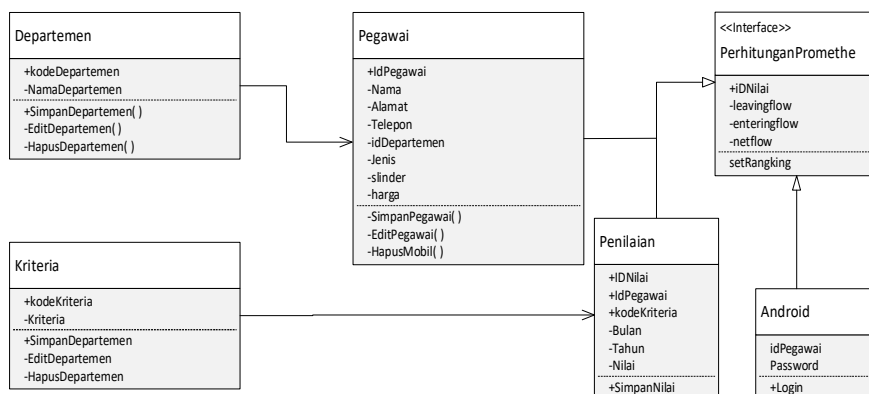 Departemen
+kodeDepartemen
-NamaDepartemen
+SimpanDepartemen( )
-EditDepartemen( )
-HapusDepartemen( )
Pegawai
+IdPegawai
-Nama
-Alamat
-Telepon
-idDepartemen
-Jenis
-slinder
-harga
-SimpanPegawai( )
-EditPegawai( )
-HapusMobil( )
<<Interface>>
PerhitunganPromethe
+iDNilai
-leavingflow
-enteringflow
-netflow
setRangking
Kriteria
+kodeKriteria
-Kriteria
+SimpanDepartemen
-EditDepartemen
-HapusDepartemen
Penilaian
+IDNilai
+IdPegawai
+kodeKriteria
-Bulan
-Tahun
-Nilai
+SimpanNilai
Android
idPegawai
Password
+Login